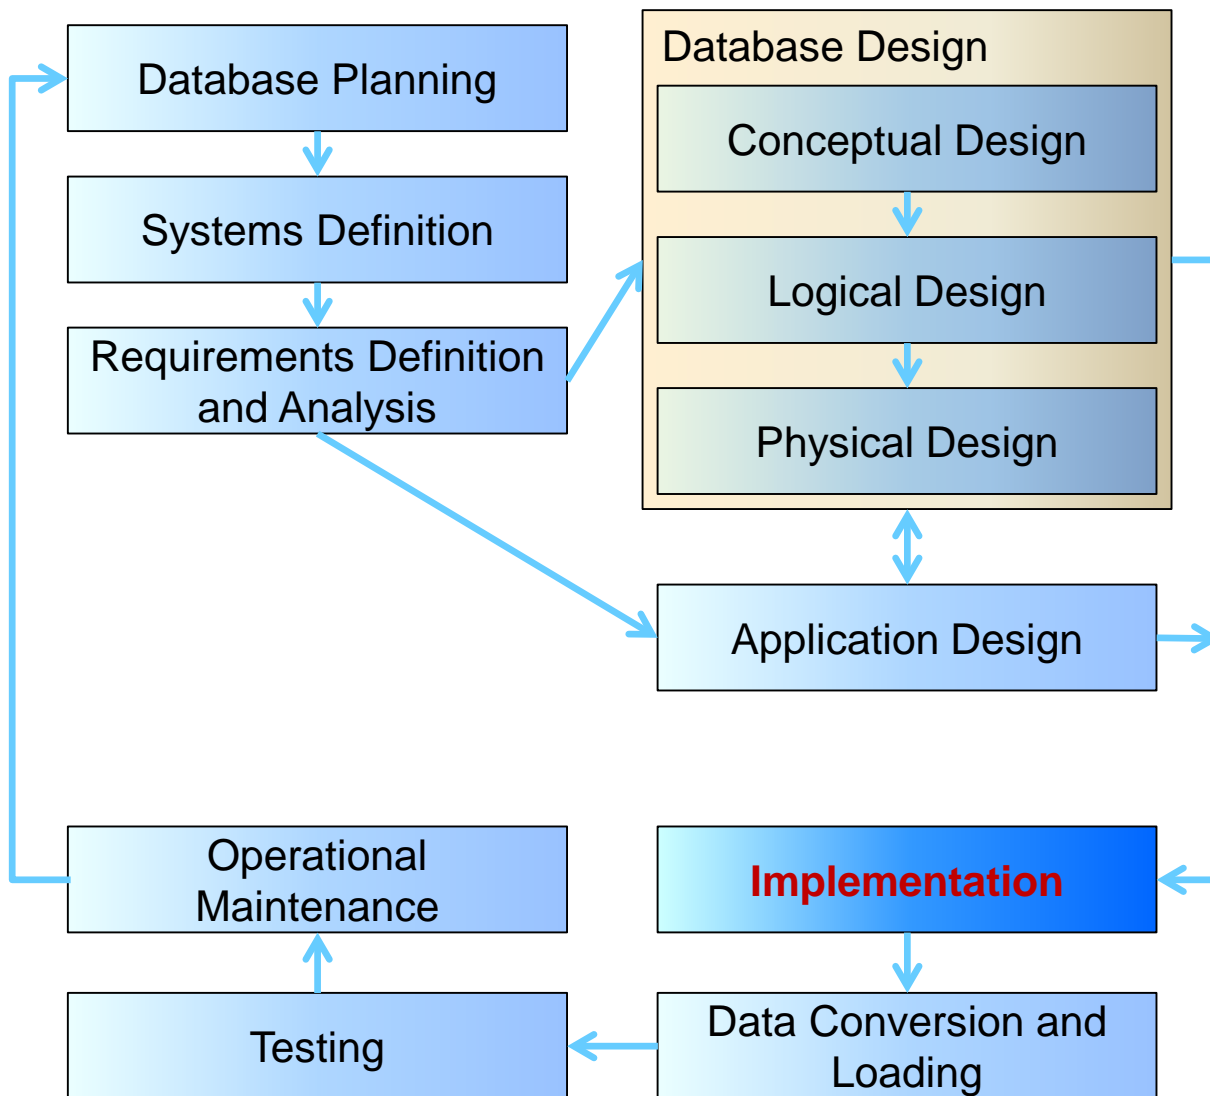 Database Planning
Systems Definition
Requirements Definition
and Analysis
Database Design
Conceptual Design
Logical Design
Physical Design
Application Design
Operational
Maintenance
Implementation
Testing
Data Conversion and
Loading